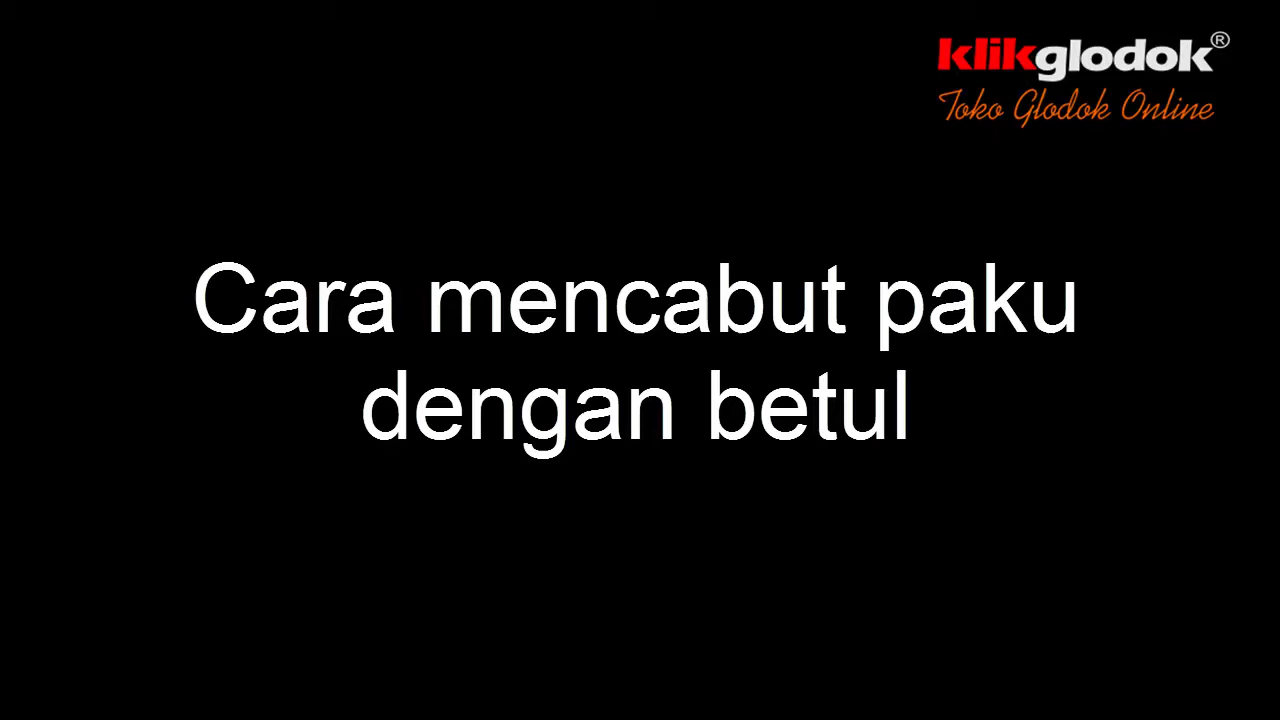 klikglodok®
Toko Glodok Online
Cara mencabut paku
dengan betul